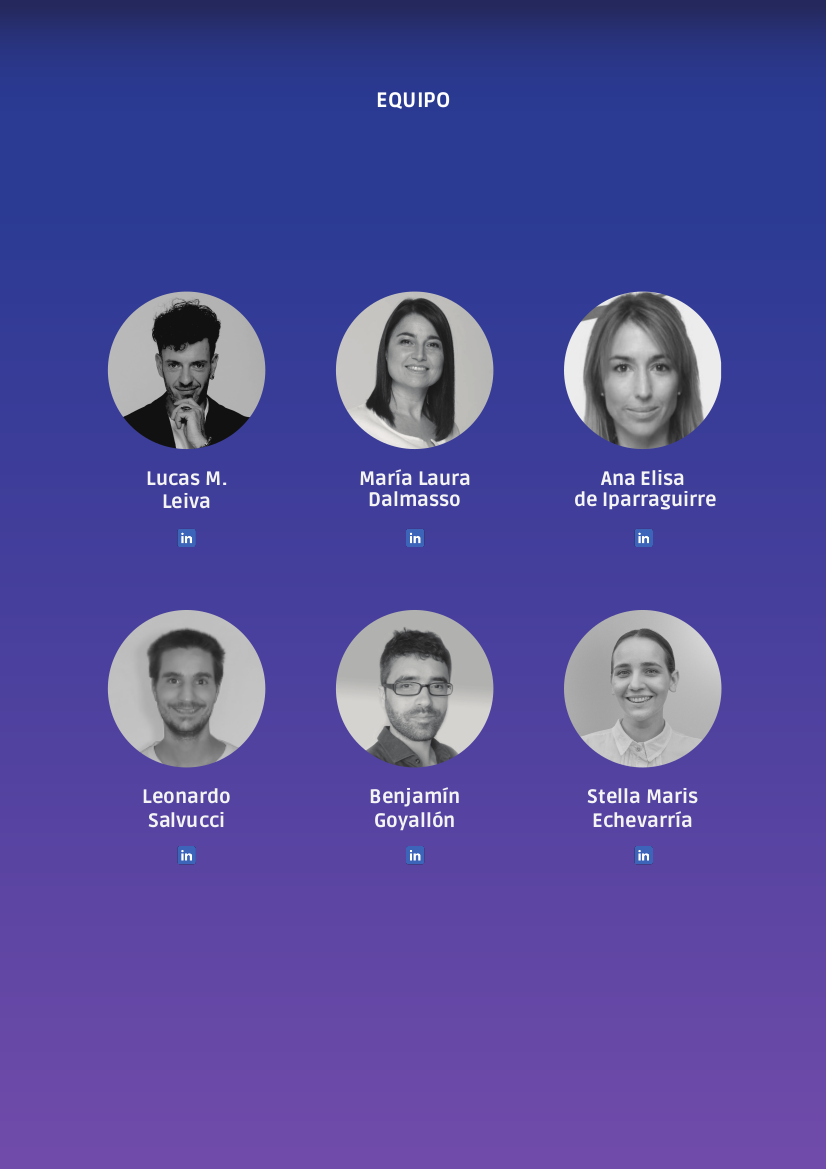 EQUIPO
Lucas M.
Leiva
in
María Laura
Dalmasso
in
Ana Elisa
de Iparraguirre
in
Leonardo
Salvucci
in
Benjamín
Goyallón
in
Stella Maris
Echevarría
in